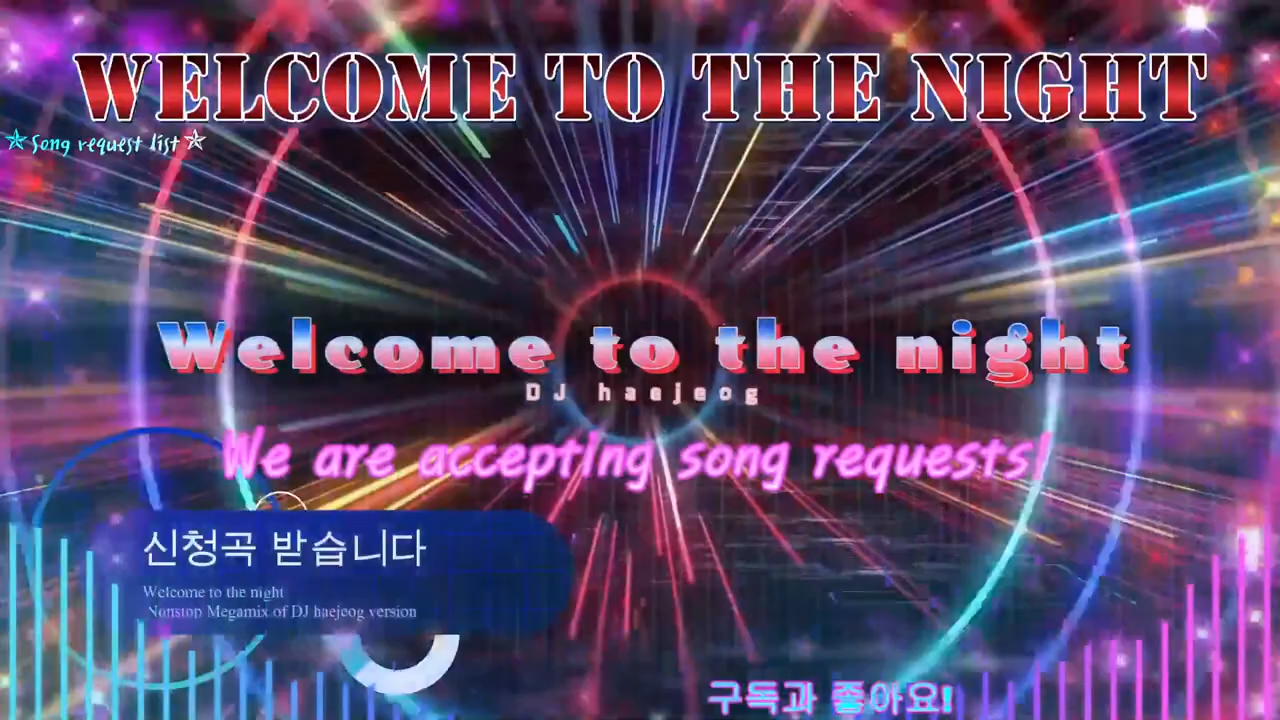 WELCOME TO THE NIGHT
☆Song request list☆
Welcome to the night
DJ haejeog
We are accepting song requests!
신청곡 받습니다
Welcome to the night
Nonstop Megamix of DJ haejeog version
구독과 좋아요!